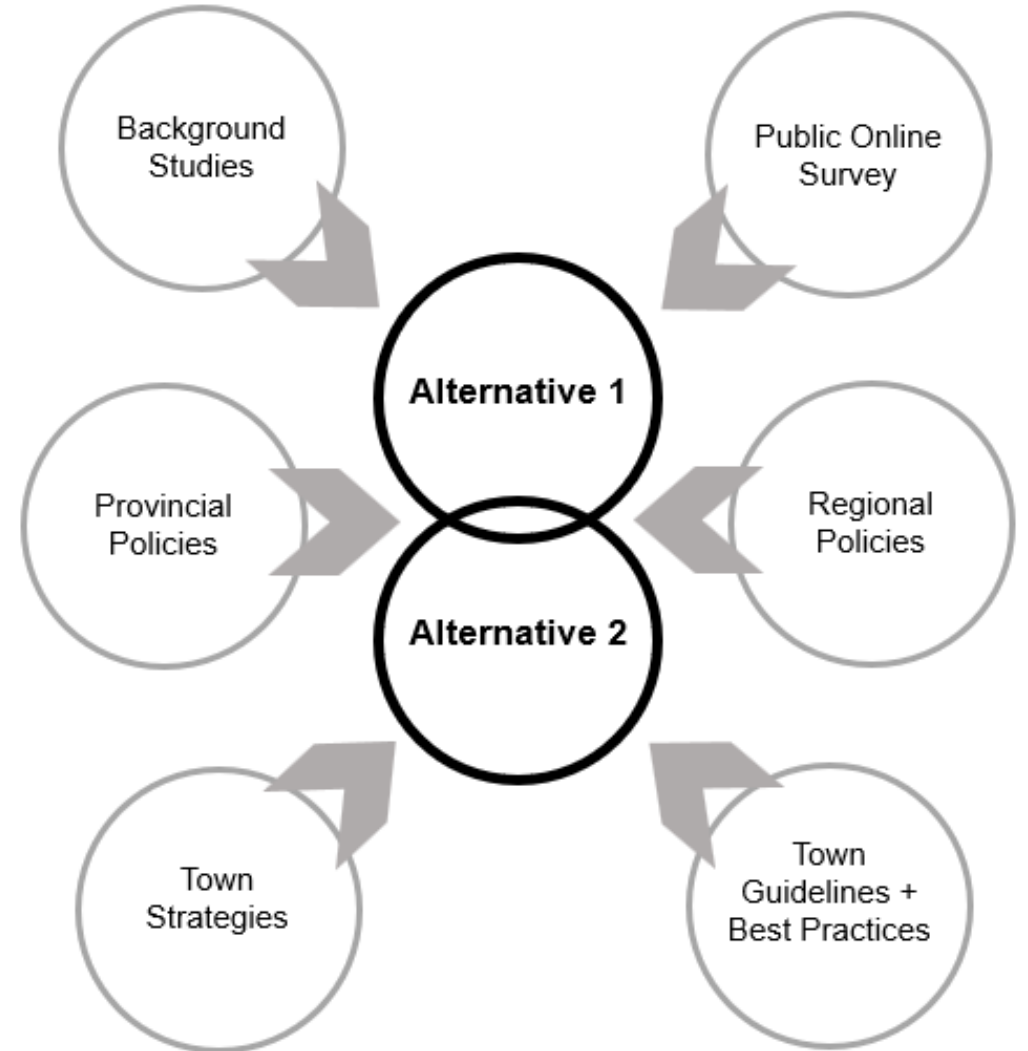 Background
Studies
Public Online
Survey
Alternative 1
Provincial
Policies
Regional
Policies
Alternative 2
Town
Strategies
Town
Guidelines +
Best Practices